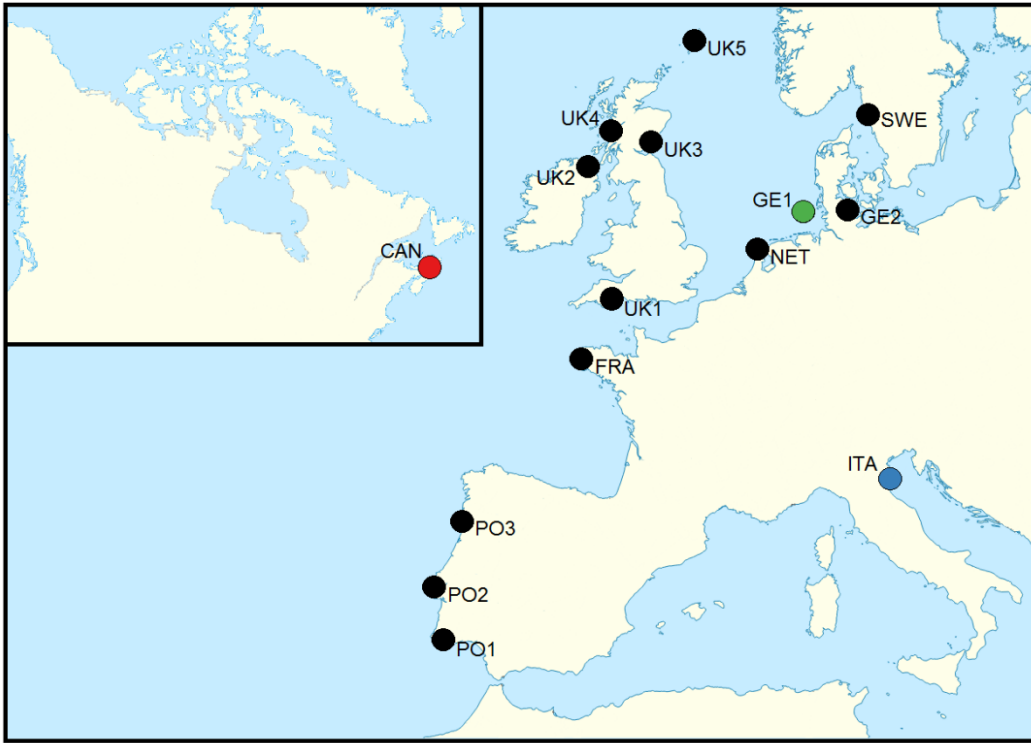 UK5
UK4
SWE
UK3
UK2
GE1
GE2
CAN
NET
UK1
FRA
ITA
PO3
PO2
PO1